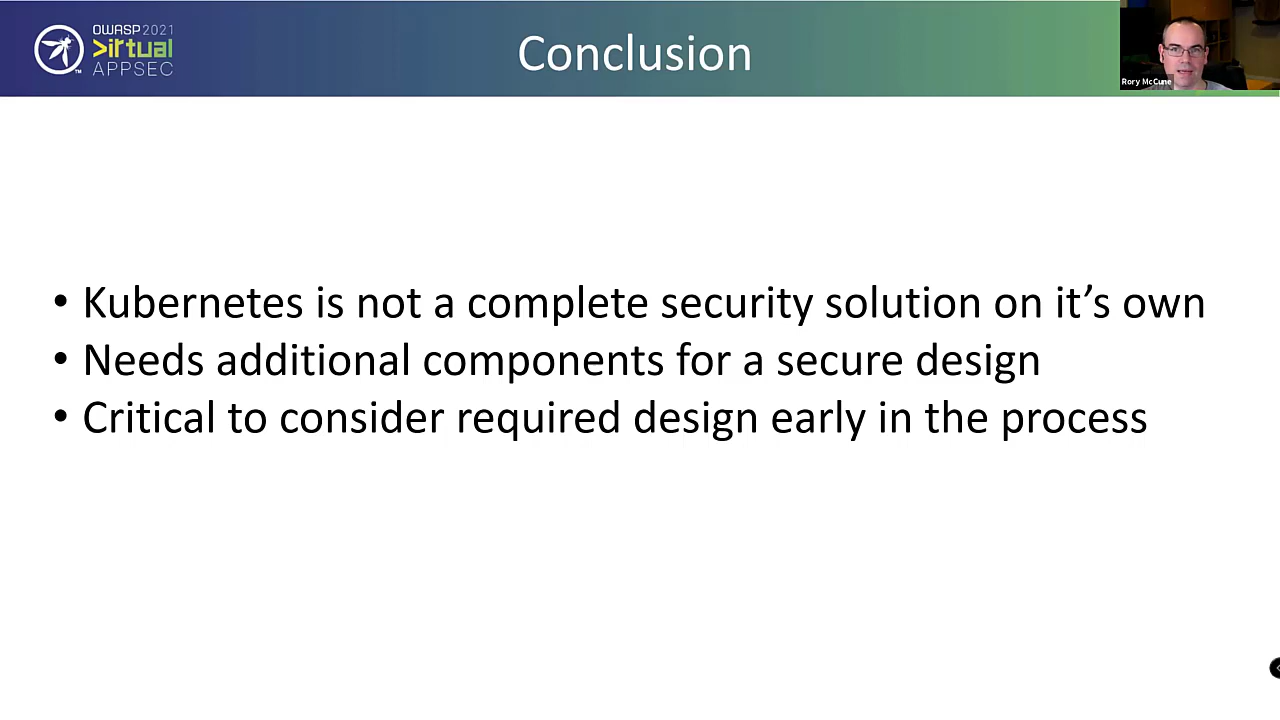 OWASP 2021
Virtual
APPSEC
Conclusion
Rory McCune
• Kubernetes is not a complete security solution on it’s own
• Needs additional components for a secure design
• Critical to consider required design early in the process